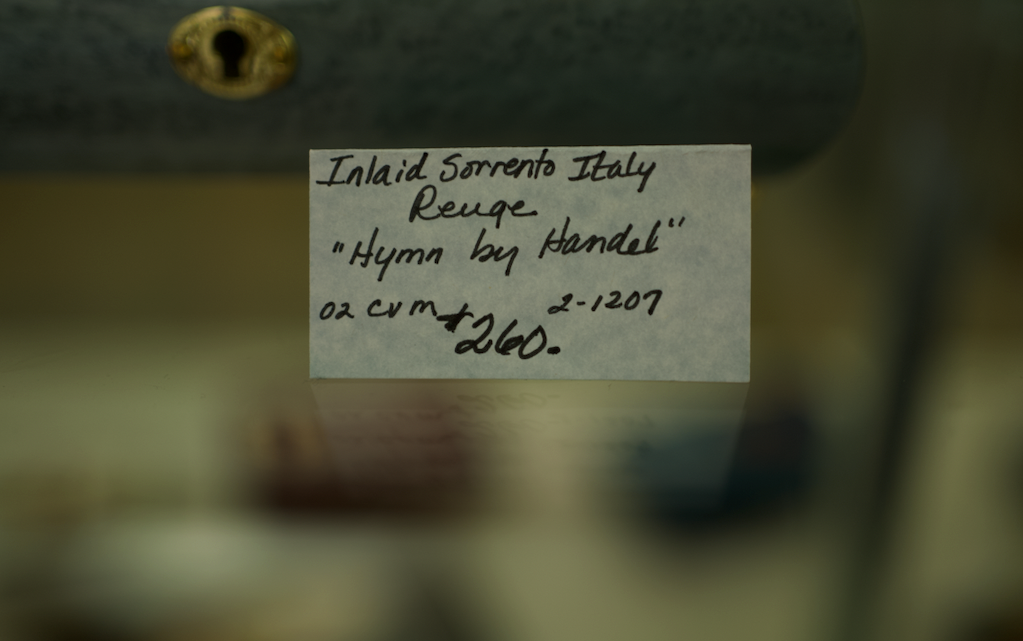 Inlaid Sorrento Italy
Reuge
"Hymn by Handel"
02 CVM 2-1207
$260.